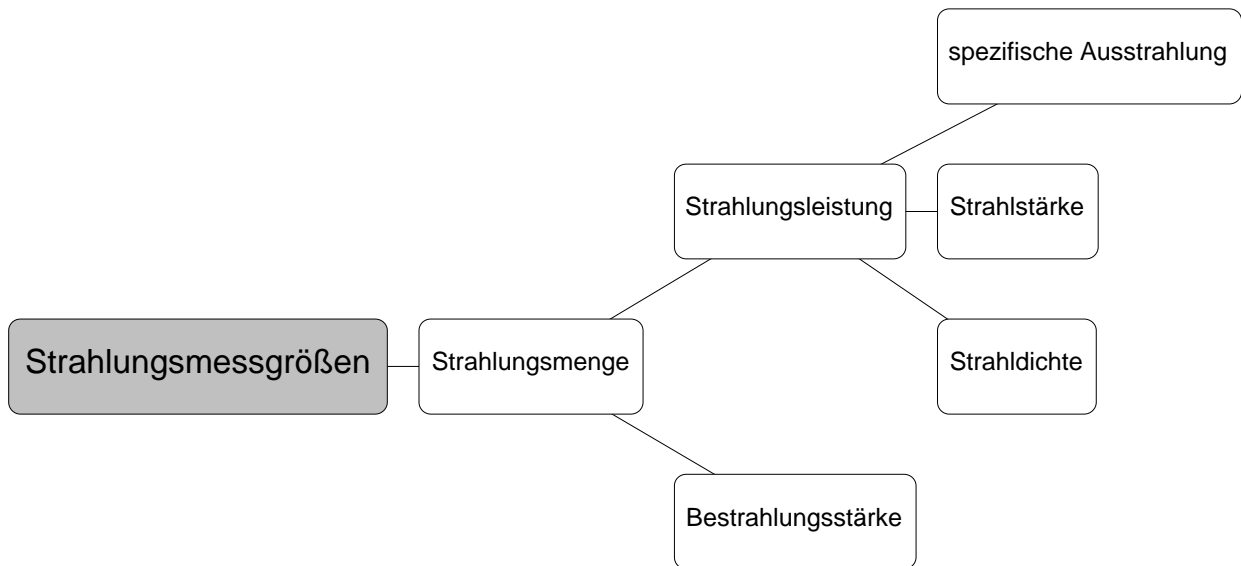 spezifische Ausstrahlung
Strahlungsleistung
Strahlstärke
Strahlungsmessgrößen
Strahlungsmenge
Strahldichte
Bestrahlungsstärke